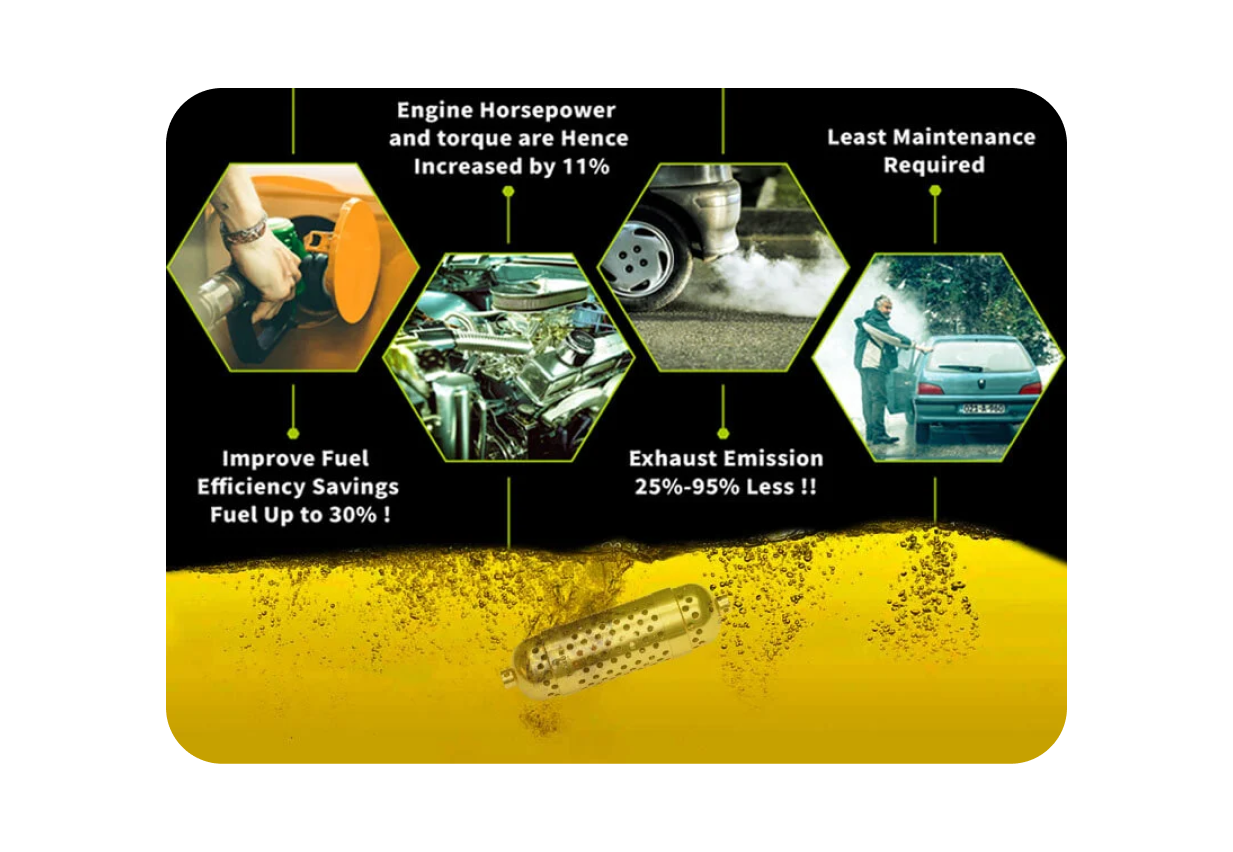 Engine Horsepower
and torque are Hence
Increased by 11%
Least Maintenance
Required
Improve Fuel
Efficiency Savings
Fuel Up to 30% !
Exhaust Emission
25%-95% Less !!